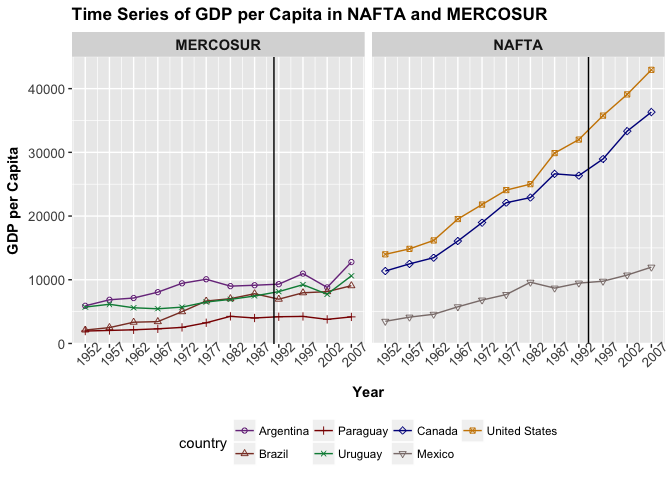 Time Series of GDP per Capita in NAFTA and MERCOSUR
MERCOSUR NAFTA
40000
30000
20000
10000
0
GDP per Capita
1952 1957 1962 1967 1972 1977 1982 1987 1992 1997 2002 2007 1952 1957 1962 1967 1972 1977 1982 1987 1992 1997 2002 2007
Year
country
Argentina Paraguay Canada United States
Brazil Uruguay Mexico